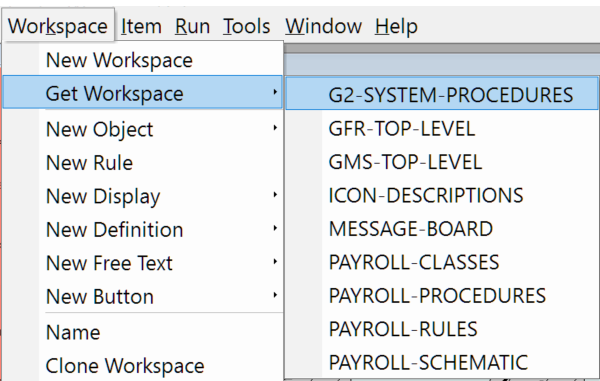 Workspace Item Run Tools Window Help
New Workspace
Get Workspace
New Object
New Rule
New Display
New Definition
New Free Text
New Button
Name
Clone Workspace
G2-SYSTEM-PROCEDURES
GFR-TOP-LEVEL
GMS-TOP-LEVEL
ICON-DESCRIPTIONS
MESSAGE-BOARD
PAYROLL-CLASSES
PAYROLL-PROCEDURES
PAYROLL-RULES
PAYROLL-SCHEMATIC